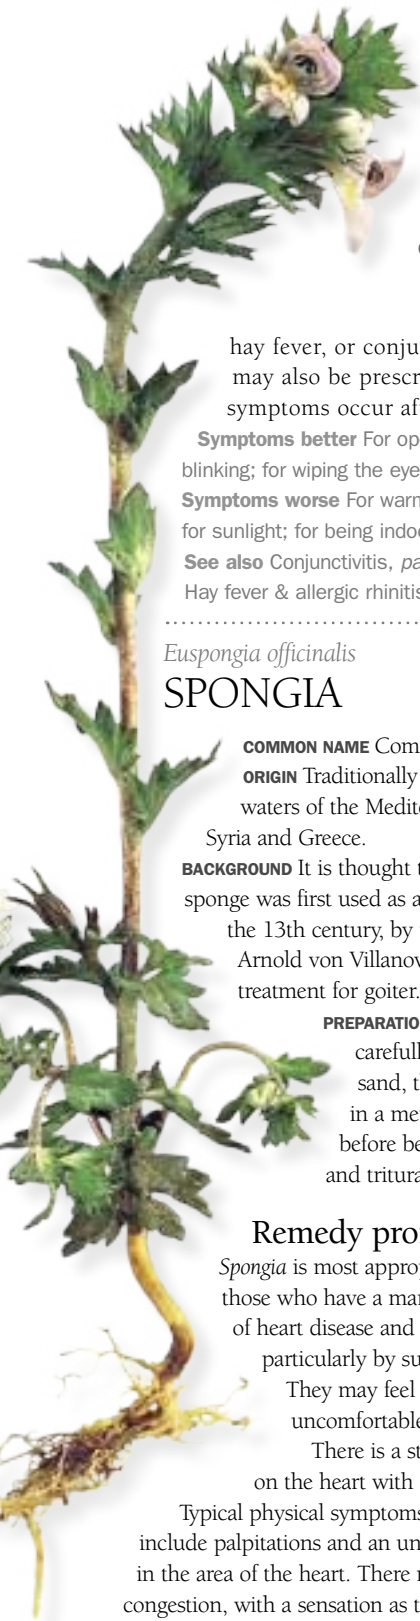 hay fever, or conju
may also be prescr
symptoms occur af
Symptoms better For op
blinking; for wiping the eye
Symptoms worse For warm
for sunlight; for being indoo
See also Conjunctivitis, pa
Hay fever & allergic rhinitis
Euspongia officinalis
SPONGIA
COMMON NAME Com
ORIGIN Traditionally
waters of the Medite
Syria and Greece.
BACKGROUND It is thought t
sponge was first used as a
the 13th century, by
Arnold von Villanov
treatment for goiter.
PREPARATIO
carefull
sand, t
in a me
before be
and tritura
Remedy pro
Spongia is most approp
those who have a mar
of heart disease and
particularly by su
They may feel
uncomfortable
There is a st
on the heart with
Typical physical symptoms
include palpitations and an un
in the area of the heart. There m
congestion, with a sensation as t